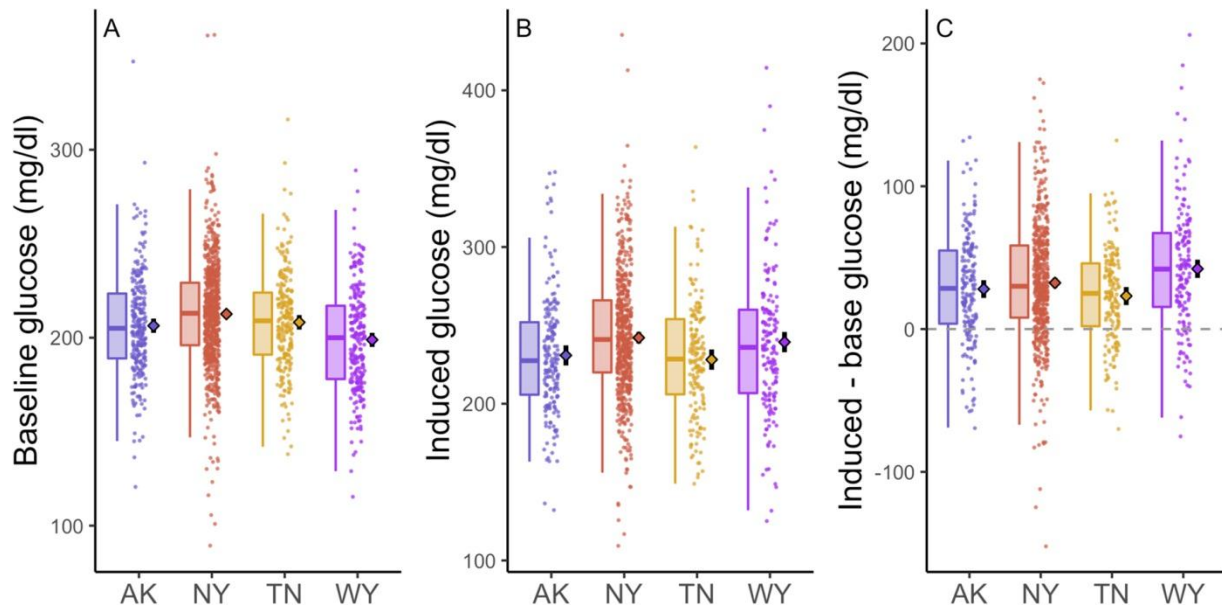 A
Baseline glucose (mg/dl)
300
200
100
AK NY TN WY
B
Induced glucose (mg/dl)
400
300
200
100
AK NY TN WY
C
Induced - base glucose (mg/dl)
200
100
0
-100
AK NY TN WY